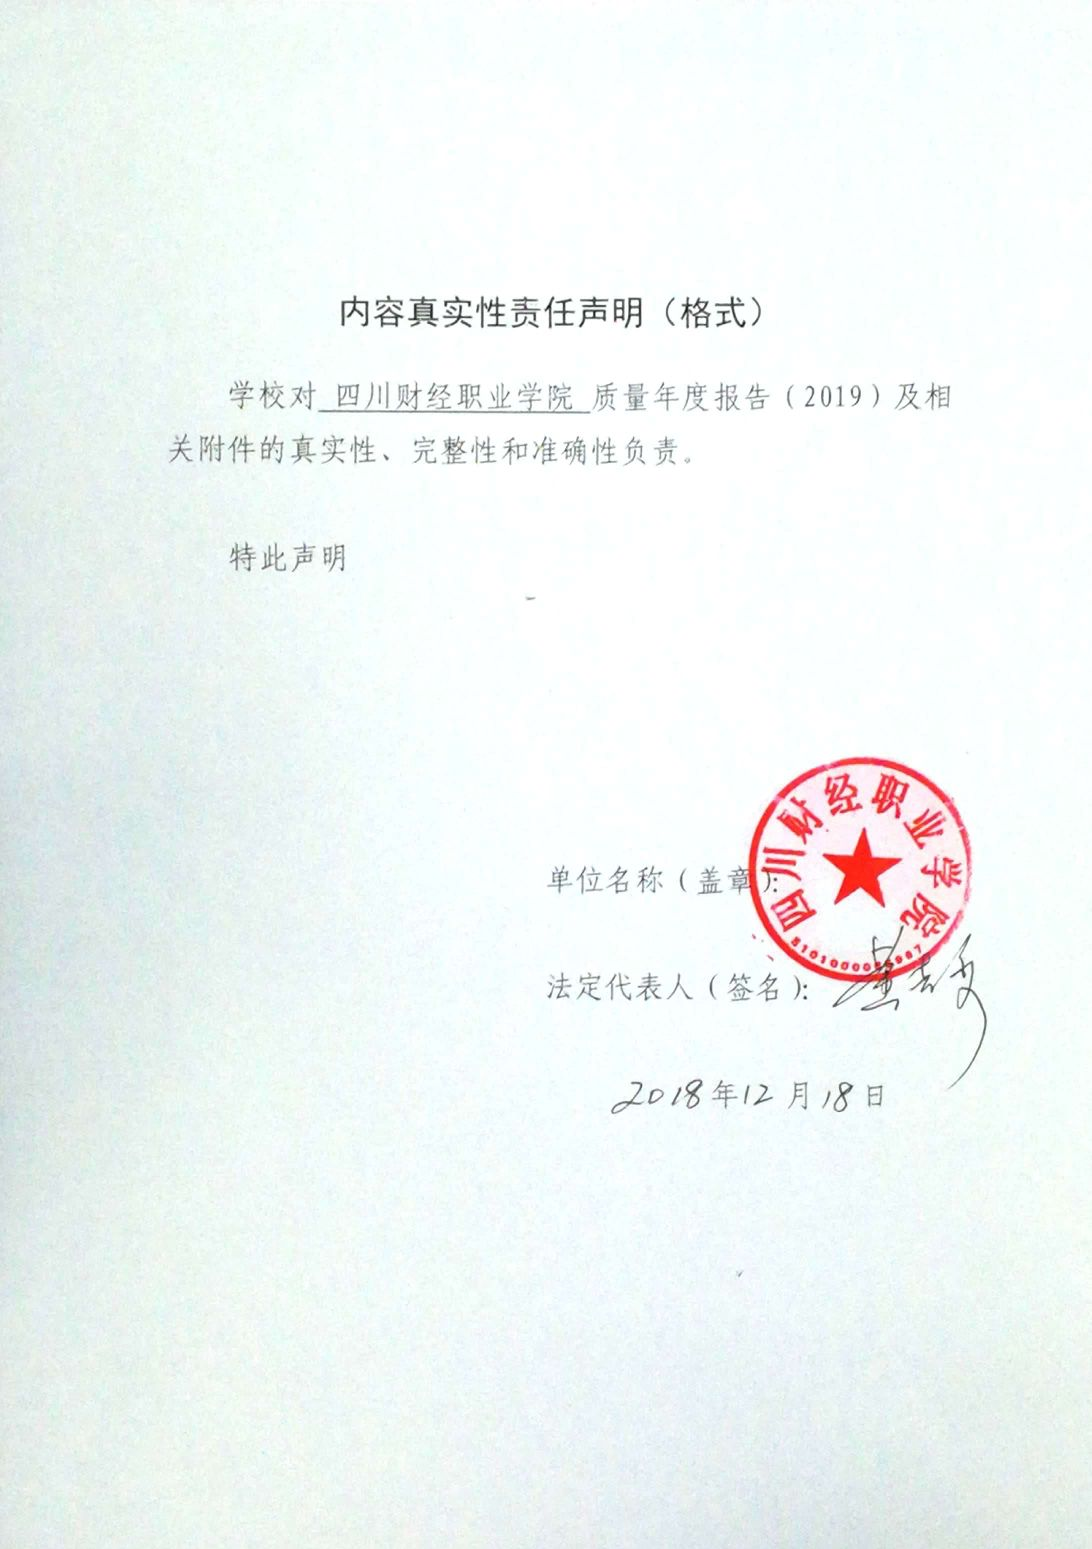 内容真实性责任声明（格式）
学校对 四川财经职业学院 质量年度报告（2019）及相
关附件的真实性、完整性和准确性负责。
特此声明
四川财经职业学院
单位名称（盖章）：
法定代表人（签名）：
2018年12月18日